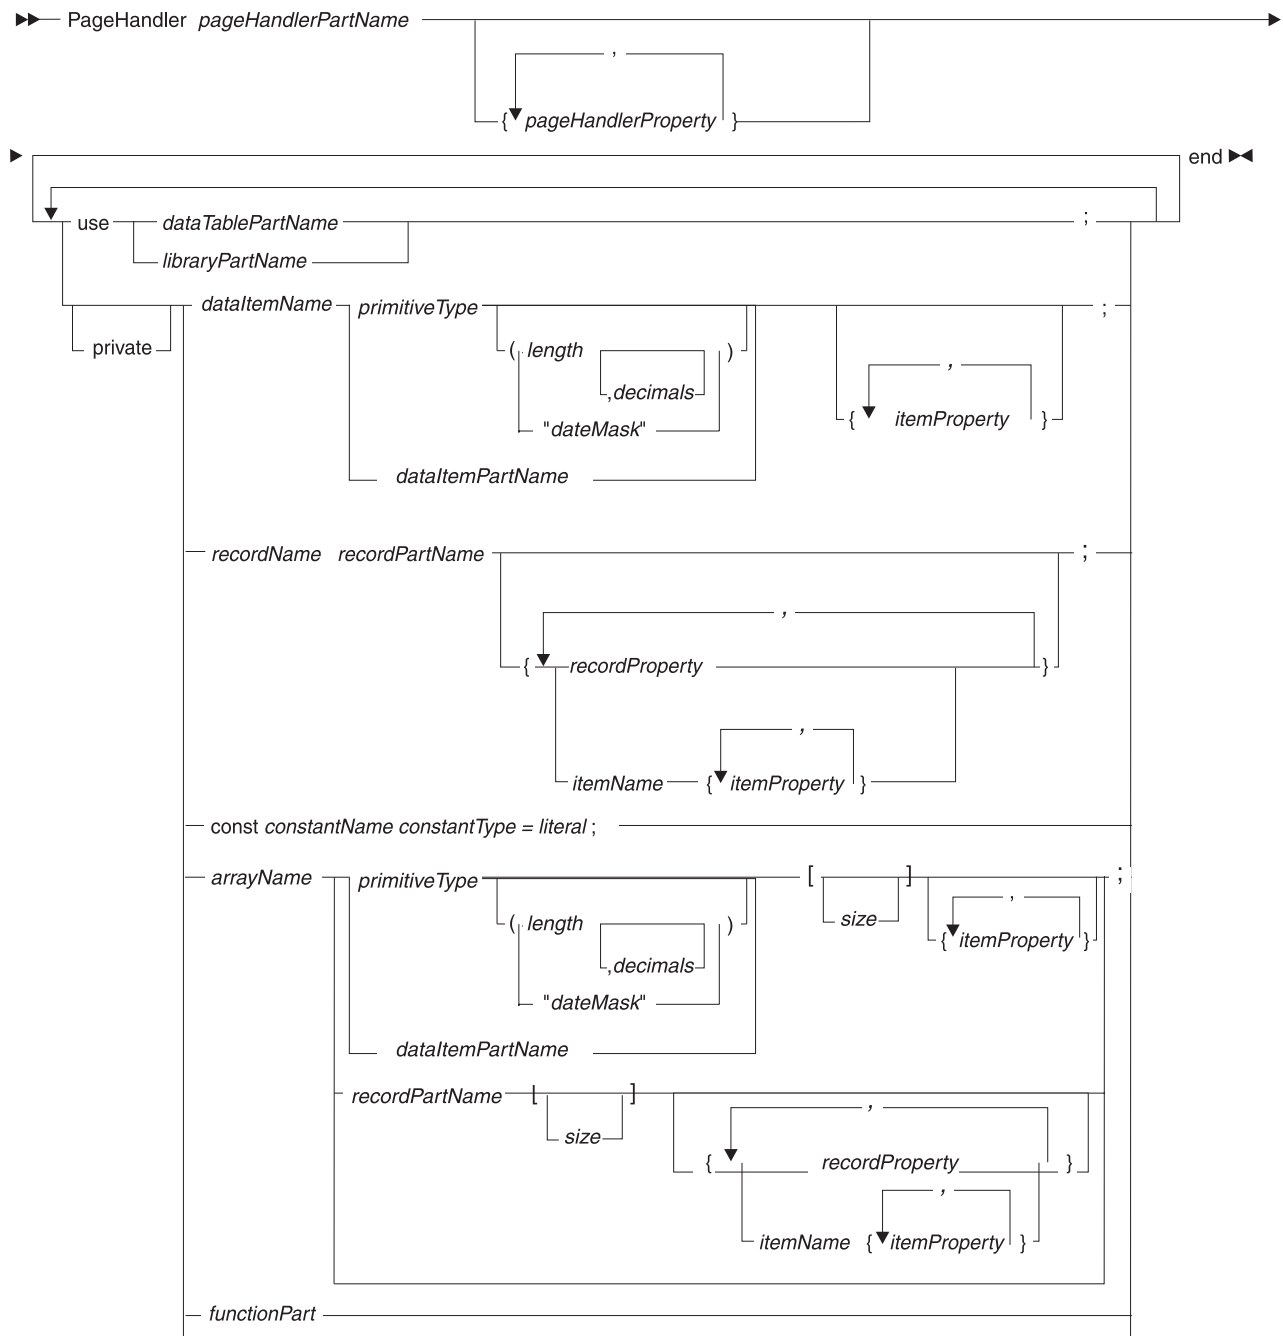 PageHandler pageHandlerPartName
,
{ pageHandlerProperty }
end
use dataTablePartName ;
libraryPartName
dataItemName primitiveType ;
private
( length )
,decimals
"dateMask"
,
{ itemProperty }
dataItemPartName
recordName recordPartName ;
,
{ recordProperty }
,
itemName { itemProperty }
const constantName constantType = literal ;
arrayName primitiveType [ ] ;
size
( length )
,decimals
"dateMask"
,
{ itemProperty }
dataItemPartName
recordPartName [ ]
size
,
{ recordProperty }
,
itemName { itemProperty }
functionPart